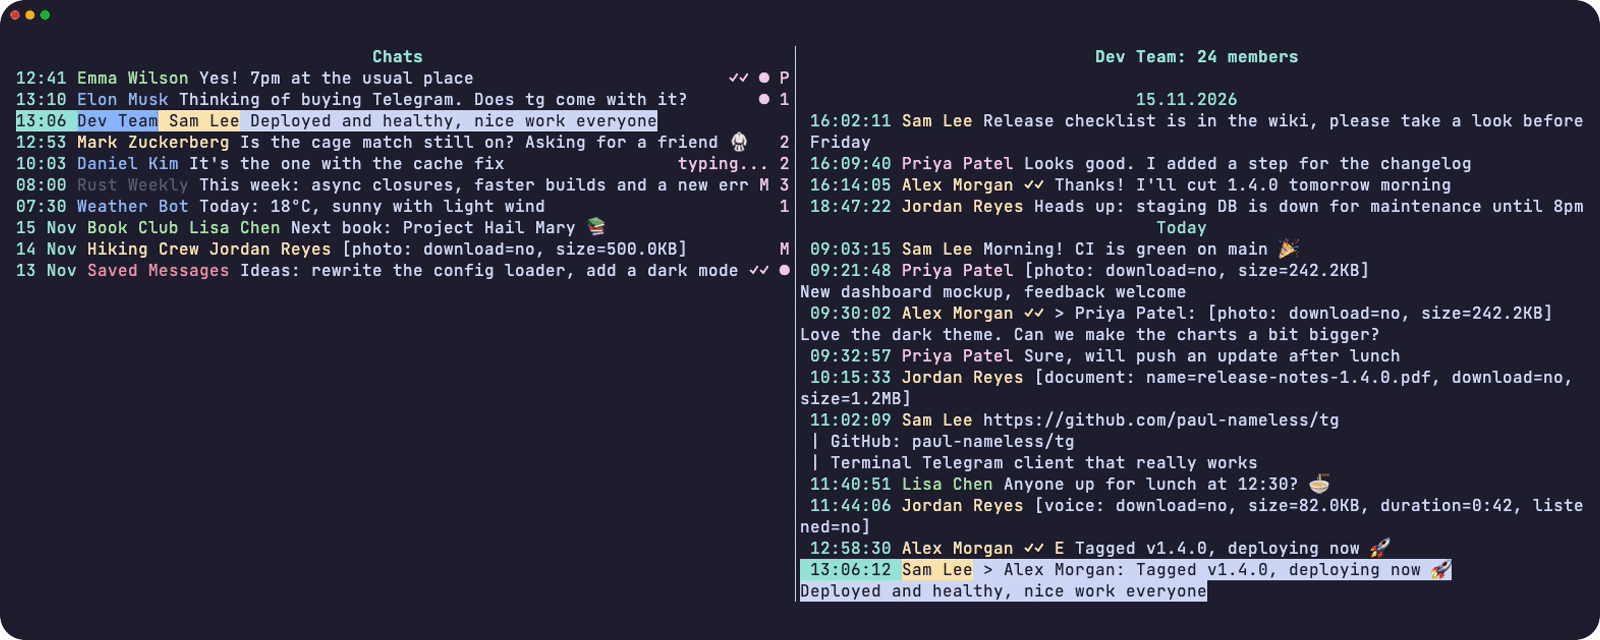 Chats
12:41 Emma Wilson Yes! 7pm at the usual place ✓✓ ● P
13:10 Elon Musk Thinking of buying Telegram. Does tg come with it? ● 1
13:06 Dev Team Sam Lee Deployed and healthy, nice work everyone
12:53 Mark Zuckerberg Is the cage match still on? Asking for a friend 🥋 2
10:03 Daniel Kim It's the one with the cache fix typing... 2
08:00 Rust Weekly This week: async closures, faster builds and a new err M 3
07:30 Weather Bot Today: 18°C, sunny with light wind 1
15 Nov Book Club Lisa Chen Next book: Project Hail Mary 📚
14 Nov Hiking Crew Jordan Reyes [photo: download=no, size=500.0KB] M
13 Nov Saved Messages Ideas: rewrite the config loader, add a dark mode ✓✓ ●
Dev Team: 24 members
15.11.2026
16:02:11 Sam Lee Release checklist is in the wiki, please take a look before
Friday
16:09:40 Priya Patel Looks good. I added a step for the changelog
16:14:05 Alex Morgan ✓✓ Thanks! I'll cut 1.4.0 tomorrow morning
18:47:22 Jordan Reyes Heads up: staging DB is down for maintenance until 8pm
Today
09:03:15 Sam Lee Morning! CI is green on main 🎉
09:21:48 Priya Patel [photo: download=no, size=242.2KB]
New dashboard mockup, feedback welcome
09:30:02 Alex Morgan ✓✓ > Priya Patel: [photo: download=no, size=242.2KB]
Love the dark theme. Can we make the charts a bit bigger?
09:32:57 Priya Patel Sure, will push an update after lunch
10:15:33 Jordan Reyes [document: name=release-notes-1.4.0.pdf, download=no,
size=1.2MB]
11:02:09 Sam Lee https://github.com/paul-nameless/tg
| GitHub: paul-nameless/tg
| Terminal Telegram client that really works
11:40:51 Lisa Chen Anyone up for lunch at 12:30? 🍜
11:44:06 Jordan Reyes [voice: download=no, size=82.0KB, duration=0:42, liste
ned=no]
12:58:30 Alex Morgan ✓✓ E Tagged v1.4.0, deploying now 🚀
13:06:12 Sam Lee > Alex Morgan: Tagged v1.4.0, deploying now 🚀
Deployed and healthy, nice work everyone